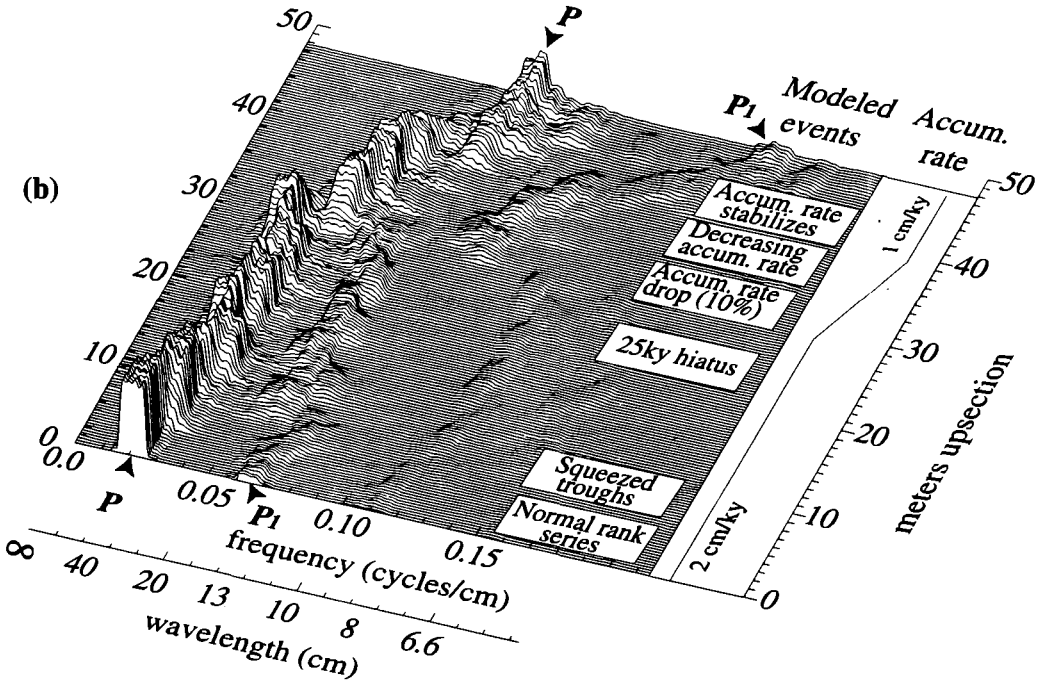 (b)
50
40
30
20
10
0
P
P1
Modeled events
Accum. rate
Accum. rate
stabilizes
Decreasing
accum. rate
Accum. rate
drop (10%)
25ky hiatus
Squeezed
troughs
Normal rank
series
1 cm/ky
2 cm/ky
50
40
30
20
10
0
meters upsection
0.0
0.05
0.10
0.15
P
P1
frequency (cycles/cm)
∞
40
20
13
10
8
6.6
wavelength (cm)